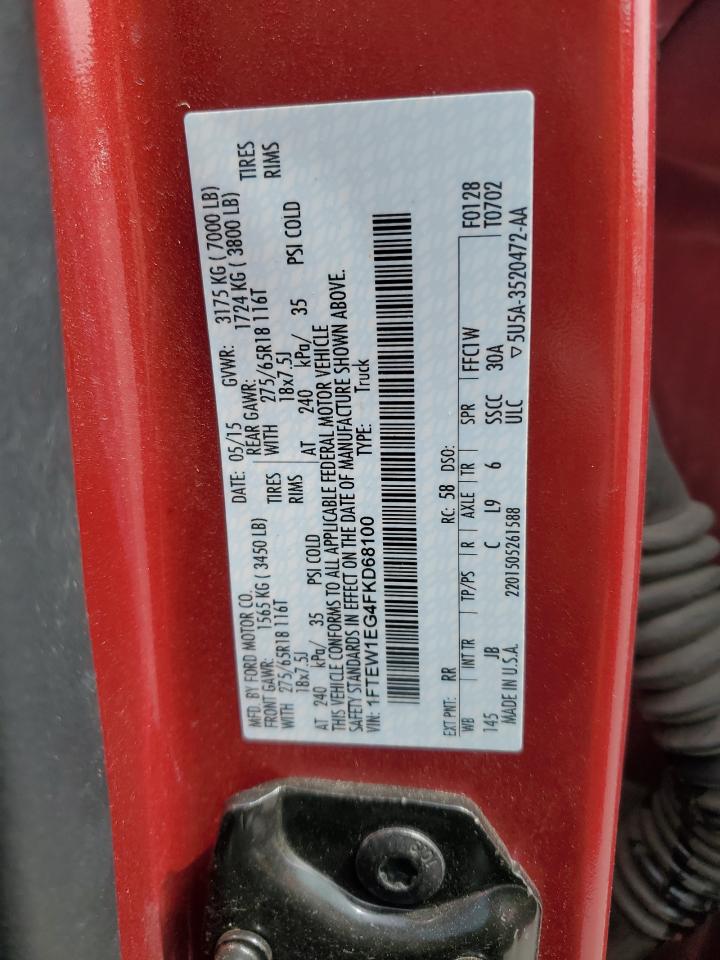 MFD. BY FORD MOTOR CO. DATE: 05/15 GVWR: 3175 KG ( 7000 LB)
FRONT GAWR: 1565 KG ( 3450 LB) REAR GAWR: 1724 KG ( 3800 LB)
WITH 275/65R18 116T TIRES WITH 275/65R18 116T TIRES
18x7.5J RIMS 18x7.5J RIMS
AT 240 kPa/ 35 PSI COLD AT 240 kPa/ 35 PSI COLD
THIS VEHICLE CONFORMS TO ALL APPLICABLE FEDERAL MOTOR VEHICLE
SAFETY STANDARDS IN EFFECT ON THE DATE OF MANUFACTURE SHOWN ABOVE.
VIN: 1FTEW1EG4FKD68100 TYPE: Truck
EXT PNT: RR RC: 58 DSO: F0128
WB INT TR TP/PS R AXLE TR SPR FFC1W T0702
145 JB C L9 6 SSCC 30A
MADE IN U.S.A. 2201505261588 ULC ▽5U5A-3520472-AA